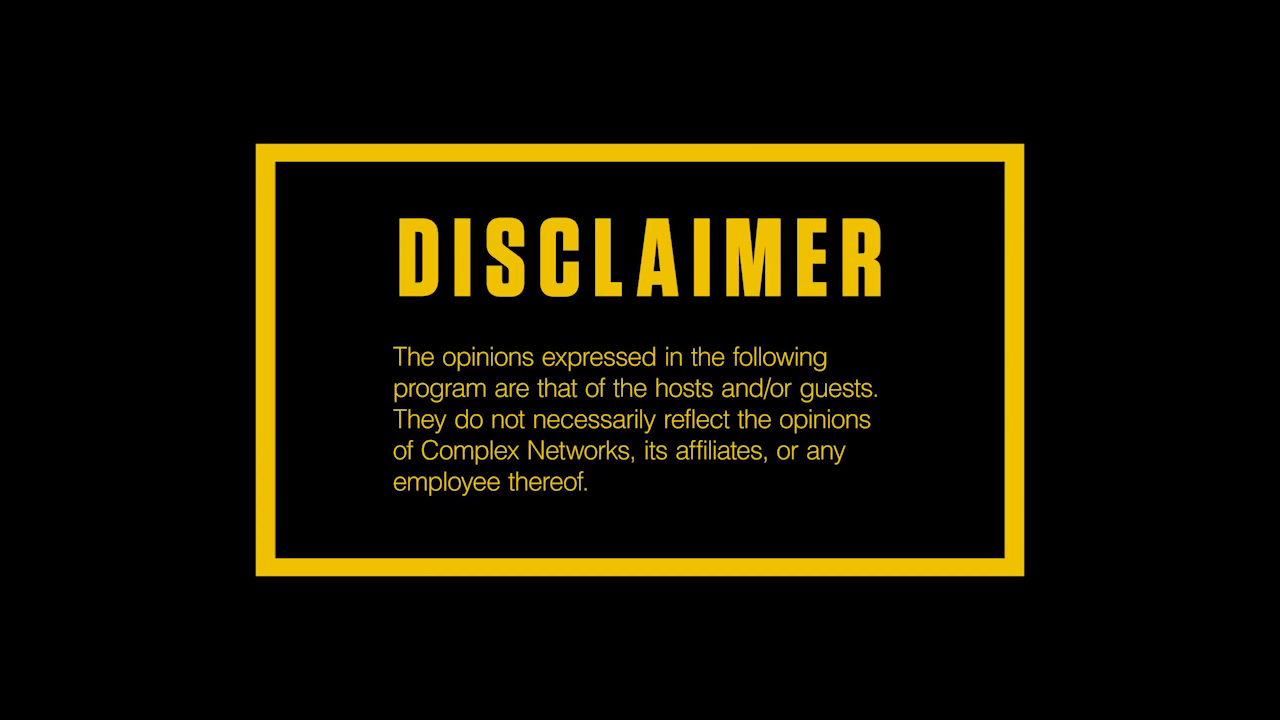 DISCLAIMER
The opinions expressed in the following
program are that of the hosts and/or guests.
They do not necessarily reflect the opinions
of Complex Networks, its affiliates, or any
employee thereof.